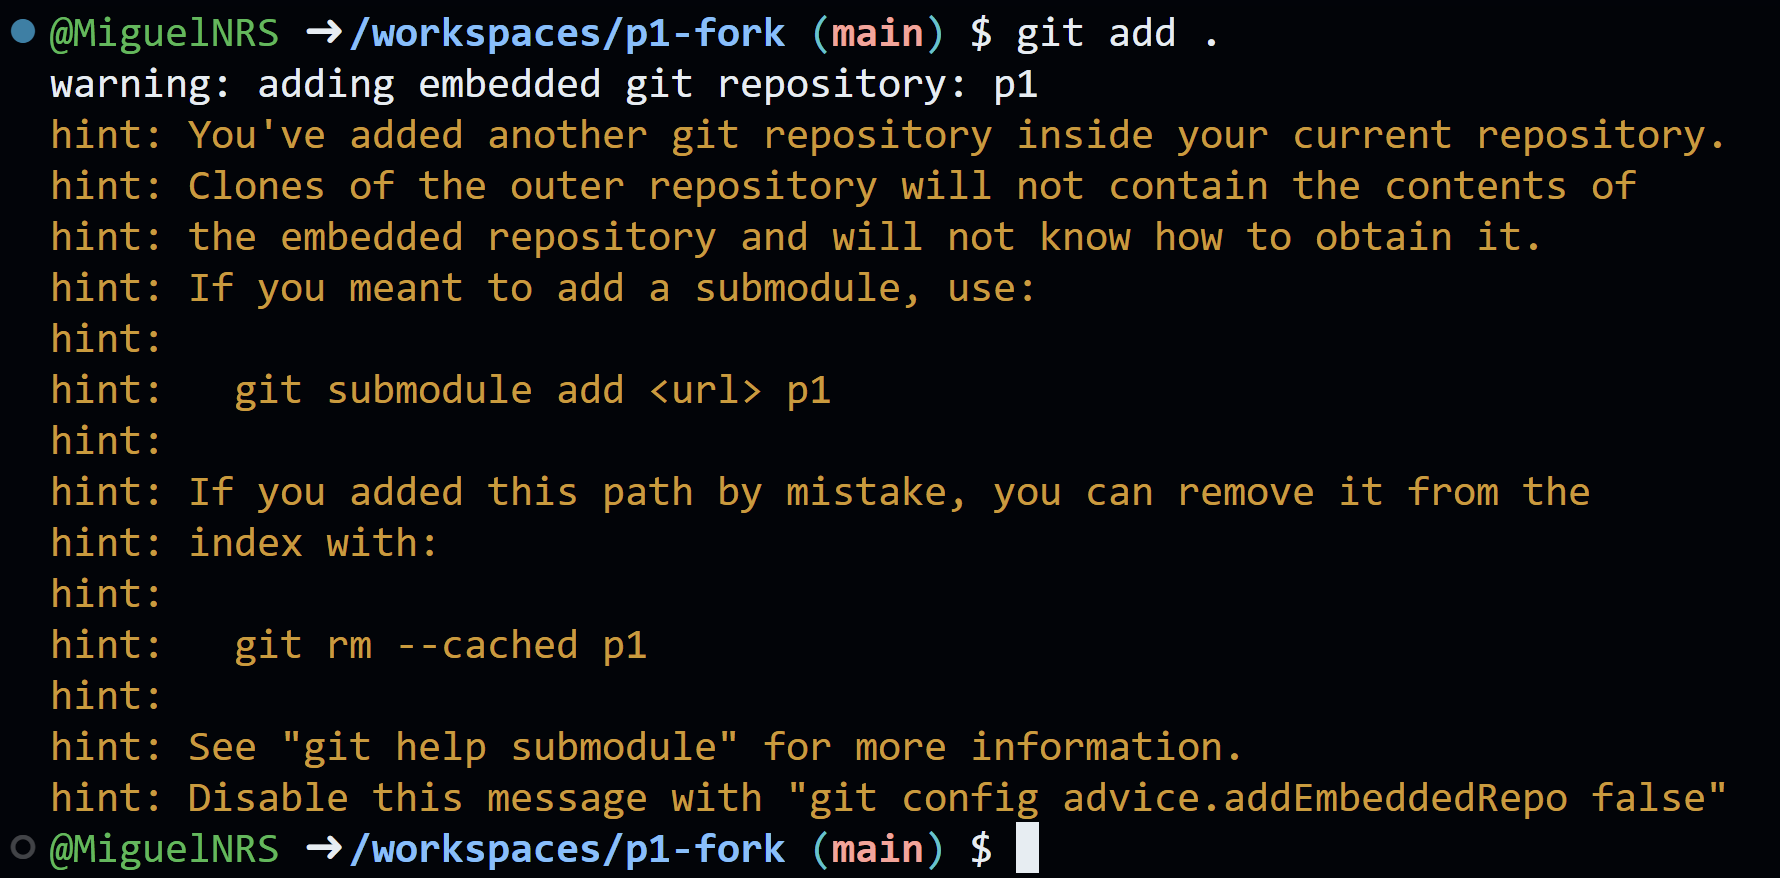 @MiguelNRS ➜ /workspaces/p1-fork (main) $ git add .
warning: adding embedded git repository: p1
hint: You've added another git repository inside your current repository.
hint: Clones of the outer repository will not contain the contents of
hint: the embedded repository and will not know how to obtain it.
hint: If you meant to add a submodule, use:
hint:
hint:   git submodule add <url> p1
hint:
hint: If you added this path by mistake, you can remove it from the
hint: index with:
hint:
hint:   git rm --cached p1
hint:
hint: See "git help submodule" for more information.
hint: Disable this message with "git config advice.addEmbeddedRepo false"
@MiguelNRS ➜ /workspaces/p1-fork (main) $